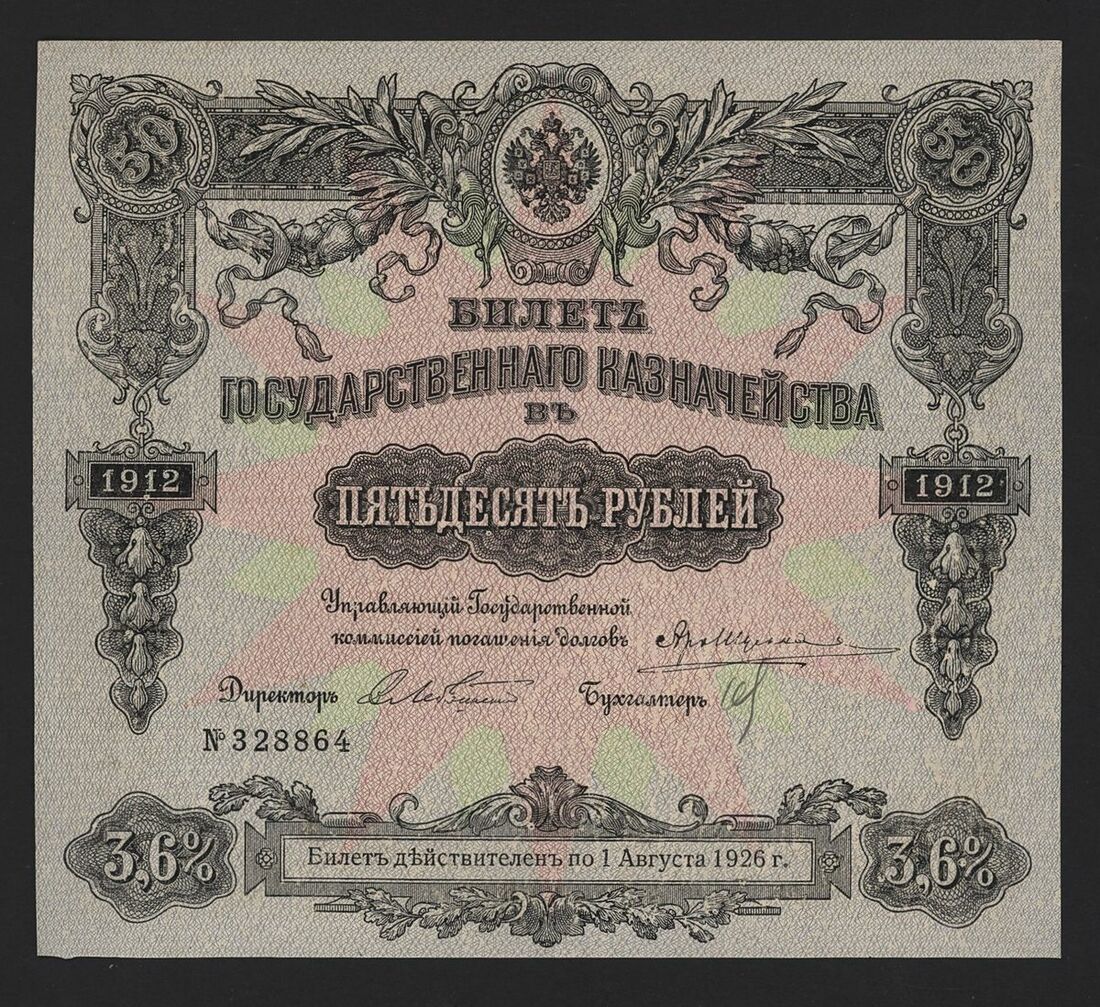 50 50
БИЛЕТЪ
ГОСУДАРСТВЕННАГО КАЗНАЧЕЙСТВА
ВЪ
1912 1912
ПЯТЬДЕСЯТЪ РУБЛЕЙ
Управляющій Государственной
коммиссіей погашенія долговъ
Директоръ Бухгалтеръ
№ 328864
3,6% 3,6%
Билетъ дѣйствителенъ по 1 Августа 1926 г.